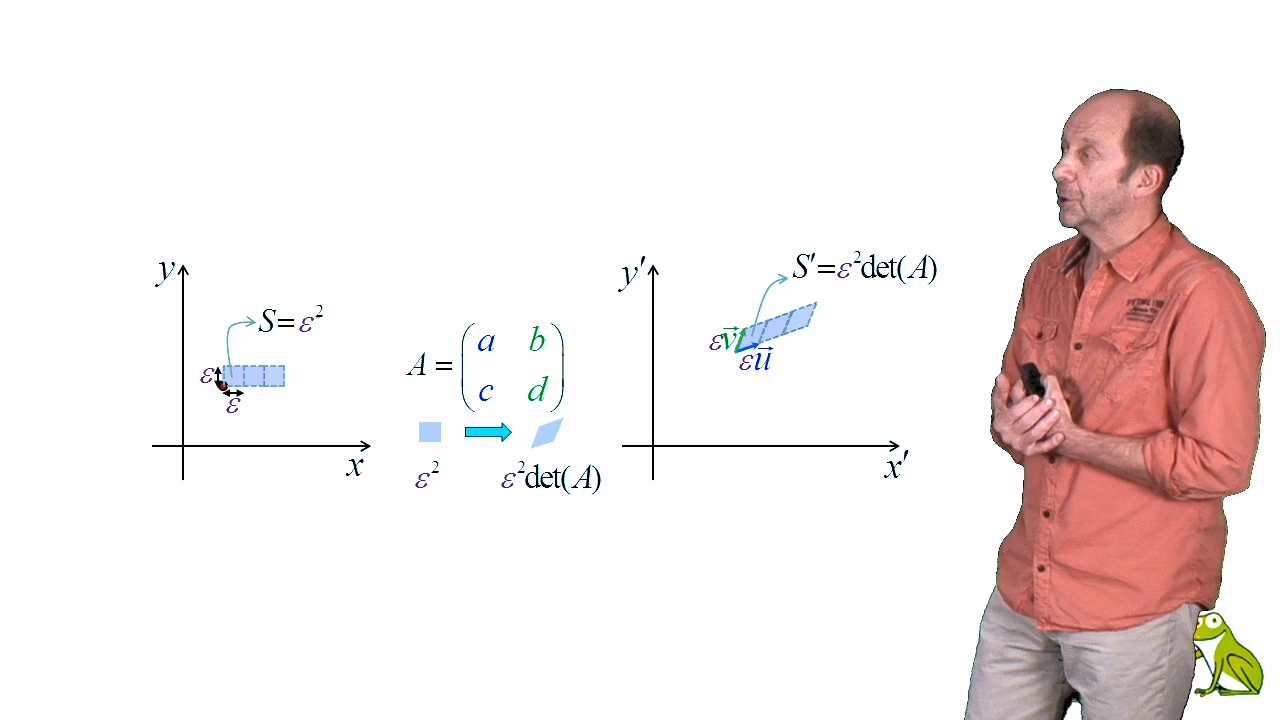 y
S = ε²
ε
ε
x
A = ( a b
c d )
ε²
ε²det(A)
y′
S′ = ε²det(A)
εv⃗
εu⃗
x′